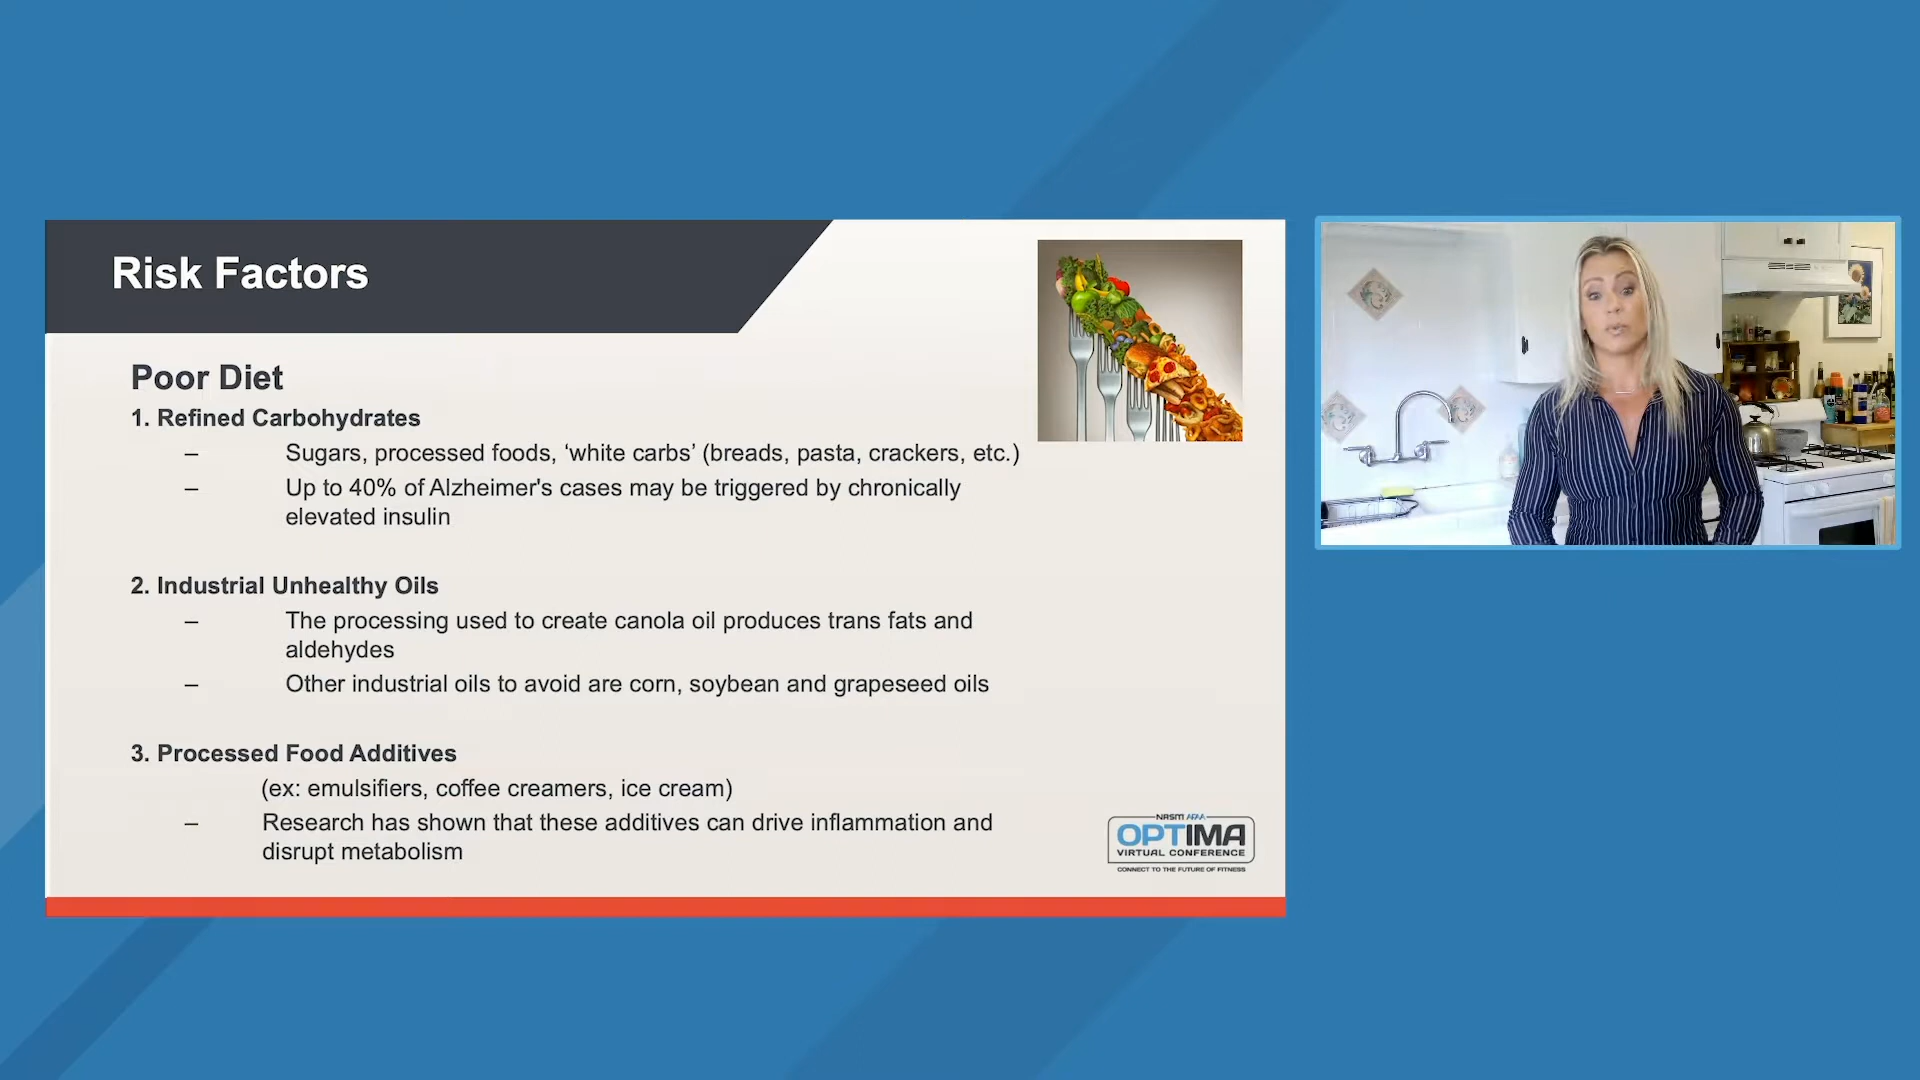 Risk Factors
Poor Diet
1. Refined Carbohydrates
– Sugars, processed foods, ‘white carbs’ (breads, pasta, crackers, etc.)
– Up to 40% of Alzheimer's cases may be triggered by chronically
elevated insulin
2. Industrial Unhealthy Oils
– The processing used to create canola oil produces trans fats and
aldehydes
– Other industrial oils to avoid are corn, soybean and grapeseed oils
3. Processed Food Additives
(ex: emulsifiers, coffee creamers, ice cream)
– Research has shown that these additives can drive inflammation and
disrupt metabolism
NASM AFAA
OPTIMA
VIRTUAL CONFERENCE
CONNECT TO THE FUTURE OF FITNESS